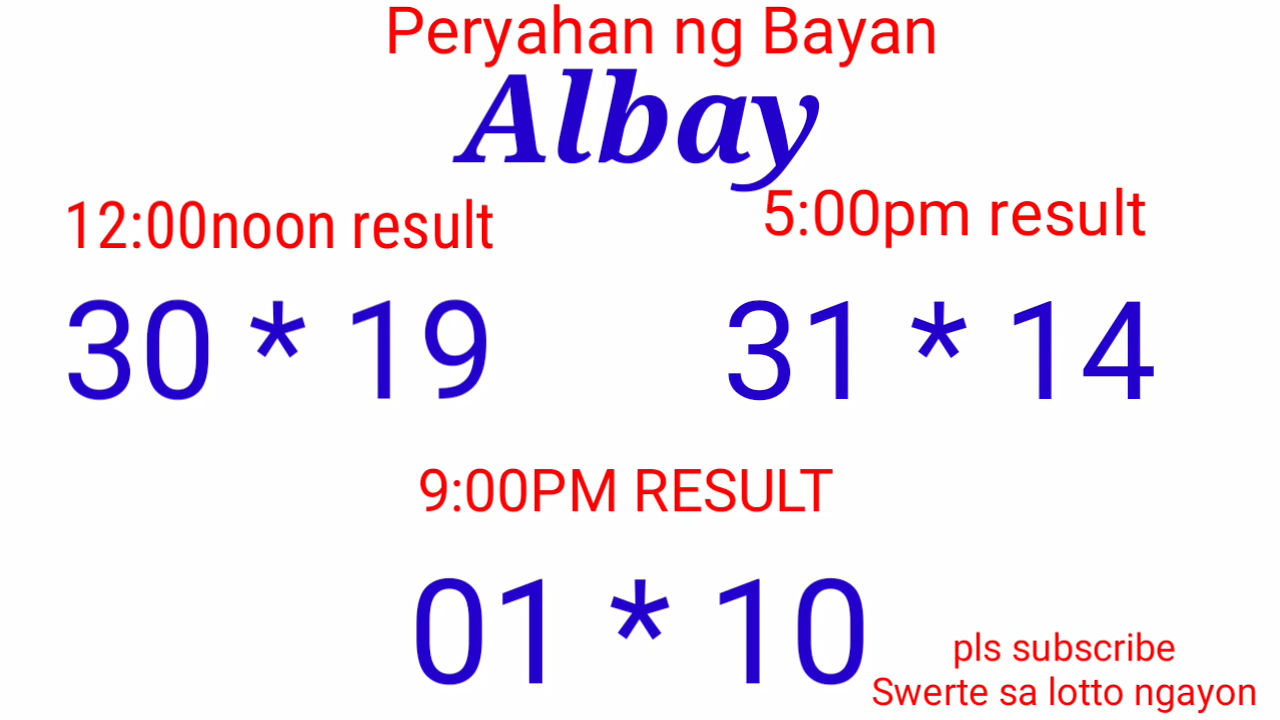 Peryahan ng Bayan
Albay
12:00noon result
30 * 19
5:00pm result
31 * 14
9:00PM RESULT
01 * 10
pls subscribe
Swerte sa lotto ngayon